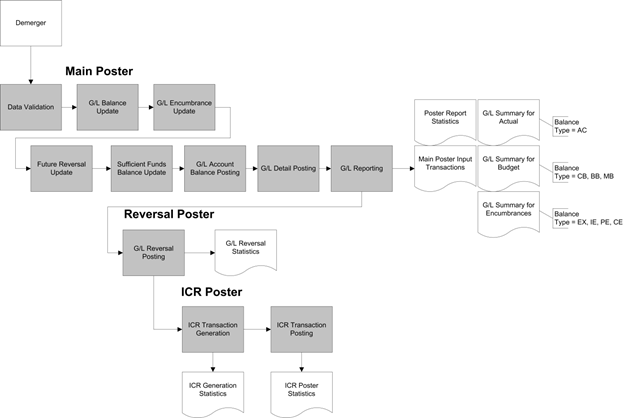 Demerger
Main Poster
Data Validation
G/L Balance
Update
G/L Encumbrance
Update
Future Reversal
Update
Sufficient Funds
Balance Update
G/L Account
Balance Posting
G/L Detail Posting
G/L Reporting
Poster Report
Statistics
G/L Summary for
Actual
Balance
Type = AC
Main Poster Input
Transactions
G/L Summary for
Budget
Balance
Type = CB, BB, MB
G/L Summary for
Encumbrances
Balance
Type = EX, IE, PE, CE
Reversal Poster
G/L Reversal
Posting
G/L Reversal
Statistics
ICR Poster
ICR Transaction
Generation
ICR Transaction
Posting
ICR Generation
Statistics
ICR Poster
Statistics